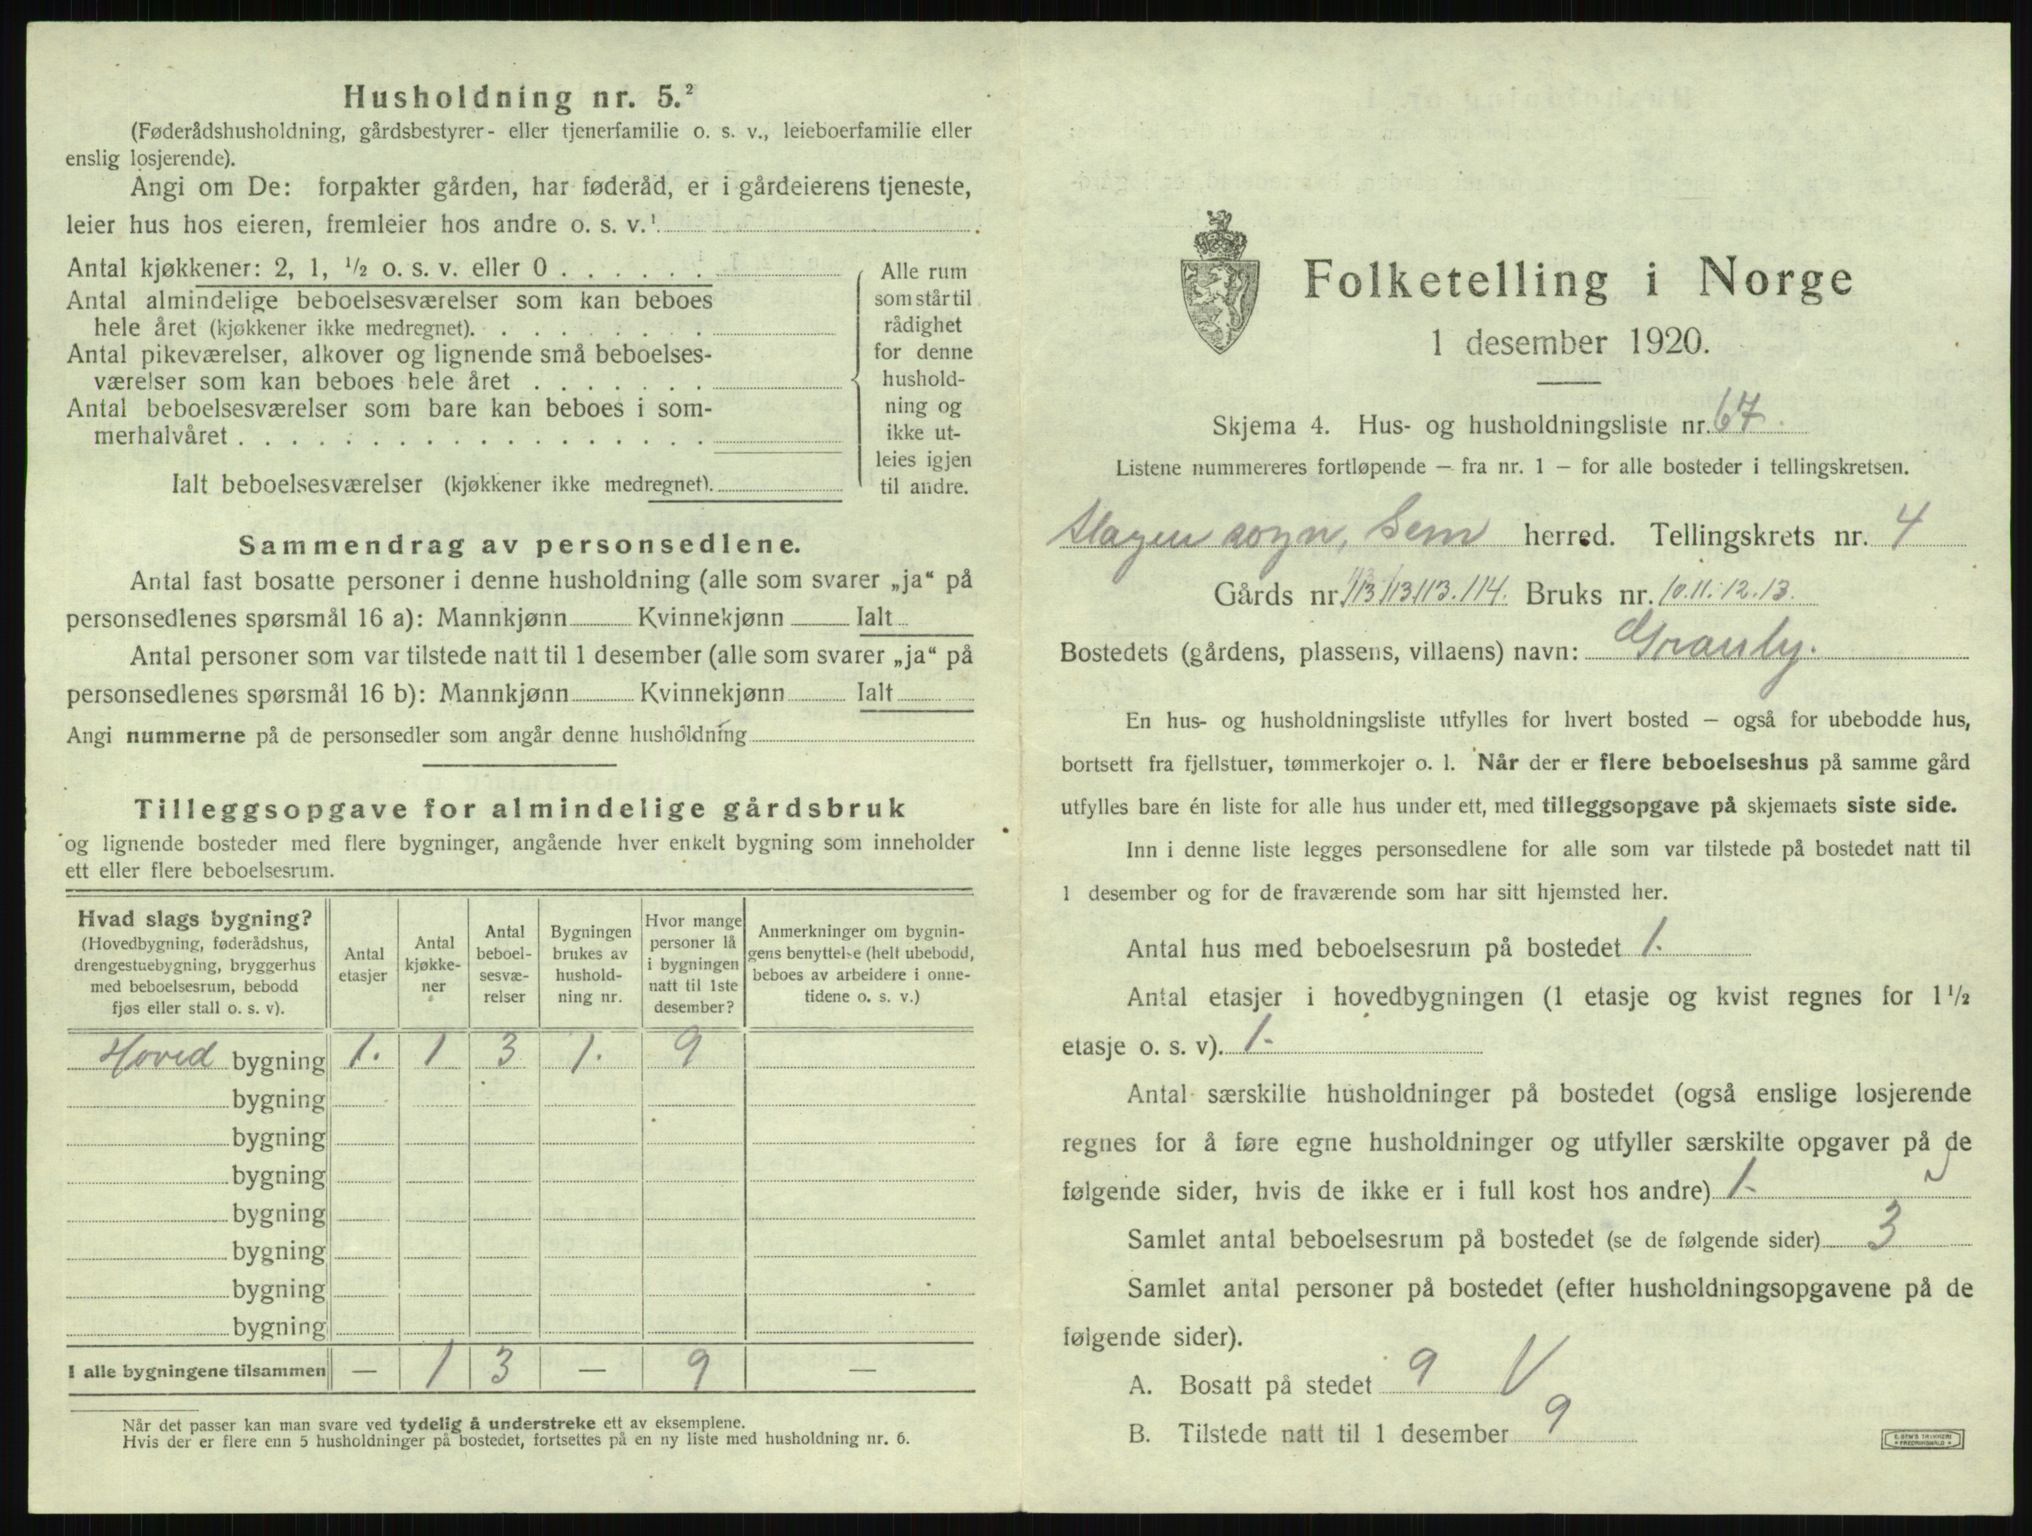 Husholdning nr. 5.²
(Føderådshusholdning, gårdsbestyrer- eller tjenerfamilie o. s. v., leieboerfamilie eller
enslig losjerende).
Angi om De: forpakter gården, har føderåd, er i gårdeierens tjeneste,
leier hus hos eieren, fremleier hos andre o. s. v.¹
Antal kjøkkener: 2, 1, ½ o. s. v. eller 0 . . . . . .
Antal almindelige beboelsesværelser som kan beboes
hele året (kjøkkener ikke medregnet). . . . . . . . .
Antal pikeværelser, alkover og lignende små beboelses-
værelser som kan beboes hele året . . . . . . .
Antal beboelsesværelser som bare kan beboes i som-
merhalvåret . . . . . . . . . . . . . . . . . .
Ialt beboelsesværelser (kjøkkener ikke medregnet).
Alle rum
som står til
rådighet
for denne
hushold-
ning og
ikke ut-
leies igjen
til andre.
Sammendrag av personsedlene.
Antal fast bosatte personer i denne husholdning (alle som svarer „ja“ på
personsedlenes spørsmål 16 a): Mannkjønn Kvinnekjønn Ialt
Antal personer som var tilstede natt til 1 desember (alle som svarer „ja“ på
personsedlenes spørsmål 16 b): Mannkjønn Kvinnekjønn Ialt
Angi nummerne på de personsedler som angår denne husholdning
Tilleggsopgave for almindelige gårdsbruk
og lignende bosteder med flere bygninger, angående hver enkelt bygning som inneholder
ett eller flere beboelsesrum.
Hvad slags bygning?
(Hovedbygning, føderådshus,
drengestuebygning, bryggerhus
med beboelsesrum, bebodd
fjøs eller stall o. s. v).
Antal
etasjer
Antal
kjøkke-
ner
Antal
beboel-
sesvæ-
relser
Bygningen
brukes av
hushold-
ning nr.
Hvor mange
personer lå
i bygningen
natt til 1ste
desember?
Anmerkninger om bygnin-
gens benyttelse (helt ubebodd,
beboes av arbeidere i onne-
tidene o. s. v.)
Hoved bygning 1. 1 3 1. 9
bygning
bygning
bygning
bygning
bygning
bygning
bygning
I alle bygningene tilsammen — 1 3 — 9 —
Når det passer kan man svare ved tydelig å understreke ett av eksemplene.
Hvis der er flere enn 5 husholdninger på bostedet, fortsettes på en ny liste med husholdning nr. 6.
Folketelling i Norge
1 desember 1920.
Skjema 4. Hus- og husholdningsliste nr. 67.
Listene nummereres fortløpende — fra nr. 1 — for alle bosteder i tellingskretsen.
Slagen sogn, Sem herred. Tellingskrets nr. 4
Gårds nr. 113 113 113. 114. Bruks nr. 10. 11. 12. 13.
Bostedets (gårdens, plassens, villaens) navn: Granly.
En hus- og husholdningsliste utfylles for hvert bosted — også for ubebodde hus,
bortsett fra fjellstuer, tømmerkojer o. l. Når der er flere beboelseshus på samme gård
utfylles bare én liste for alle hus under ett, med tilleggsopgave på skjemaets siste side.
Inn i denne liste legges personsedlene for alle som var tilstede på bostedet natt til
1 desember og for de fraværende som har sitt hjemsted her.
Antal hus med beboelsesrum på bostedet 1.
Antal etasjer i hovedbygningen (1 etasje og kvist regnes for 1½
etasje o. s. v). 1.
Antal særskilte husholdninger på bostedet (også enslige losjerende
regnes for å føre egne husholdninger og utfyller særskilte opgaver på de
følgende sider, hvis de ikke er i full kost hos andre) 1.
Samlet antal beboelsesrum på bostedet (se de følgende sider) 3
Samlet antal personer på bostedet (efter husholdningsopgavene på de
følgende sider).
A. Bosatt på stedet 9
B. Tilstede natt til 1 desember 9